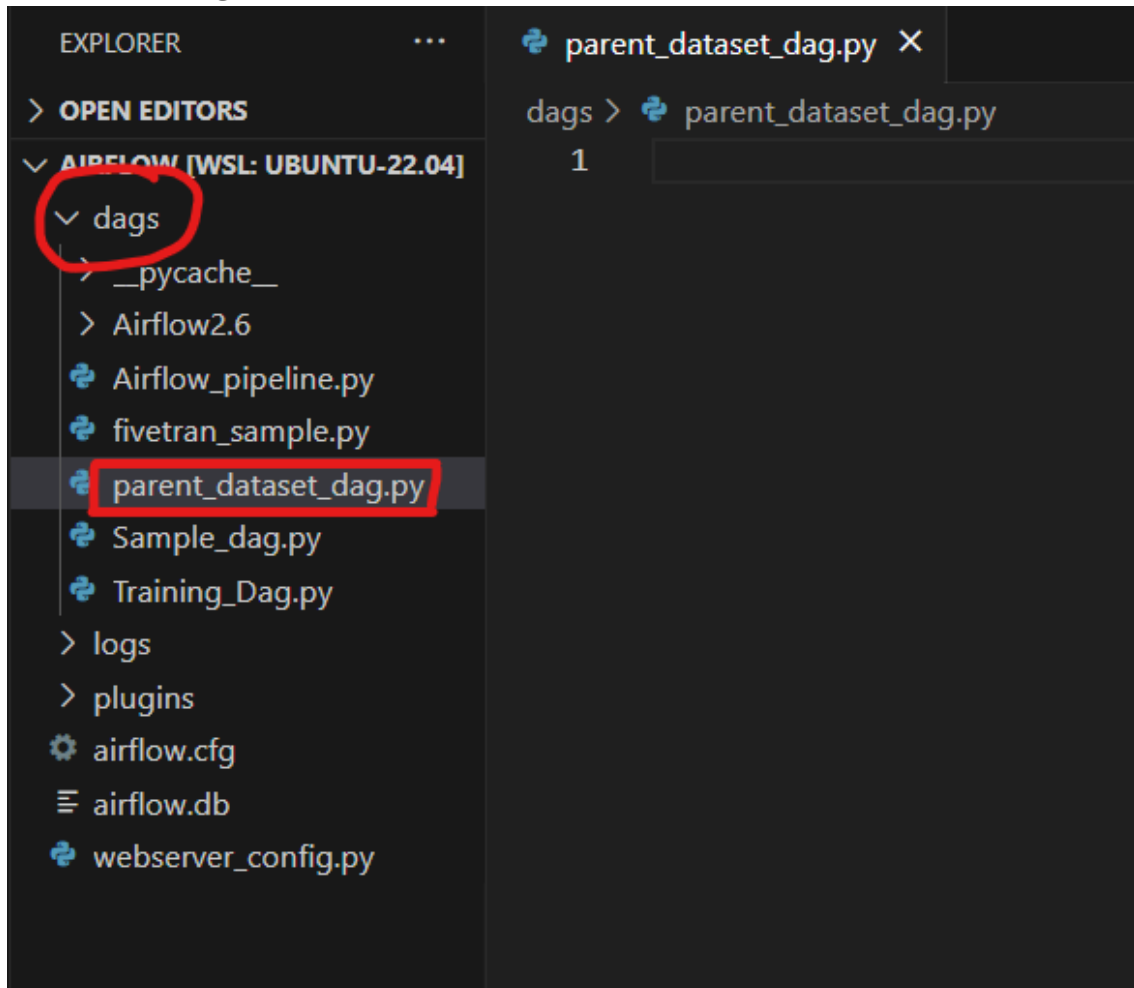 EXPLORER ...
parent_dataset_dag.py
OPEN EDITORS
dags > parent_dataset_dag.py
AIRFLOW [WSL: UBUNTU-22.04]
1
dags
__pycache__
Airflow2.6
Airflow_pipeline.py
fivetran_sample.py
parent_dataset_dag.py
Sample_dag.py
Training_Dag.py
logs
plugins
airflow.cfg
airflow.db
webserver_config.py